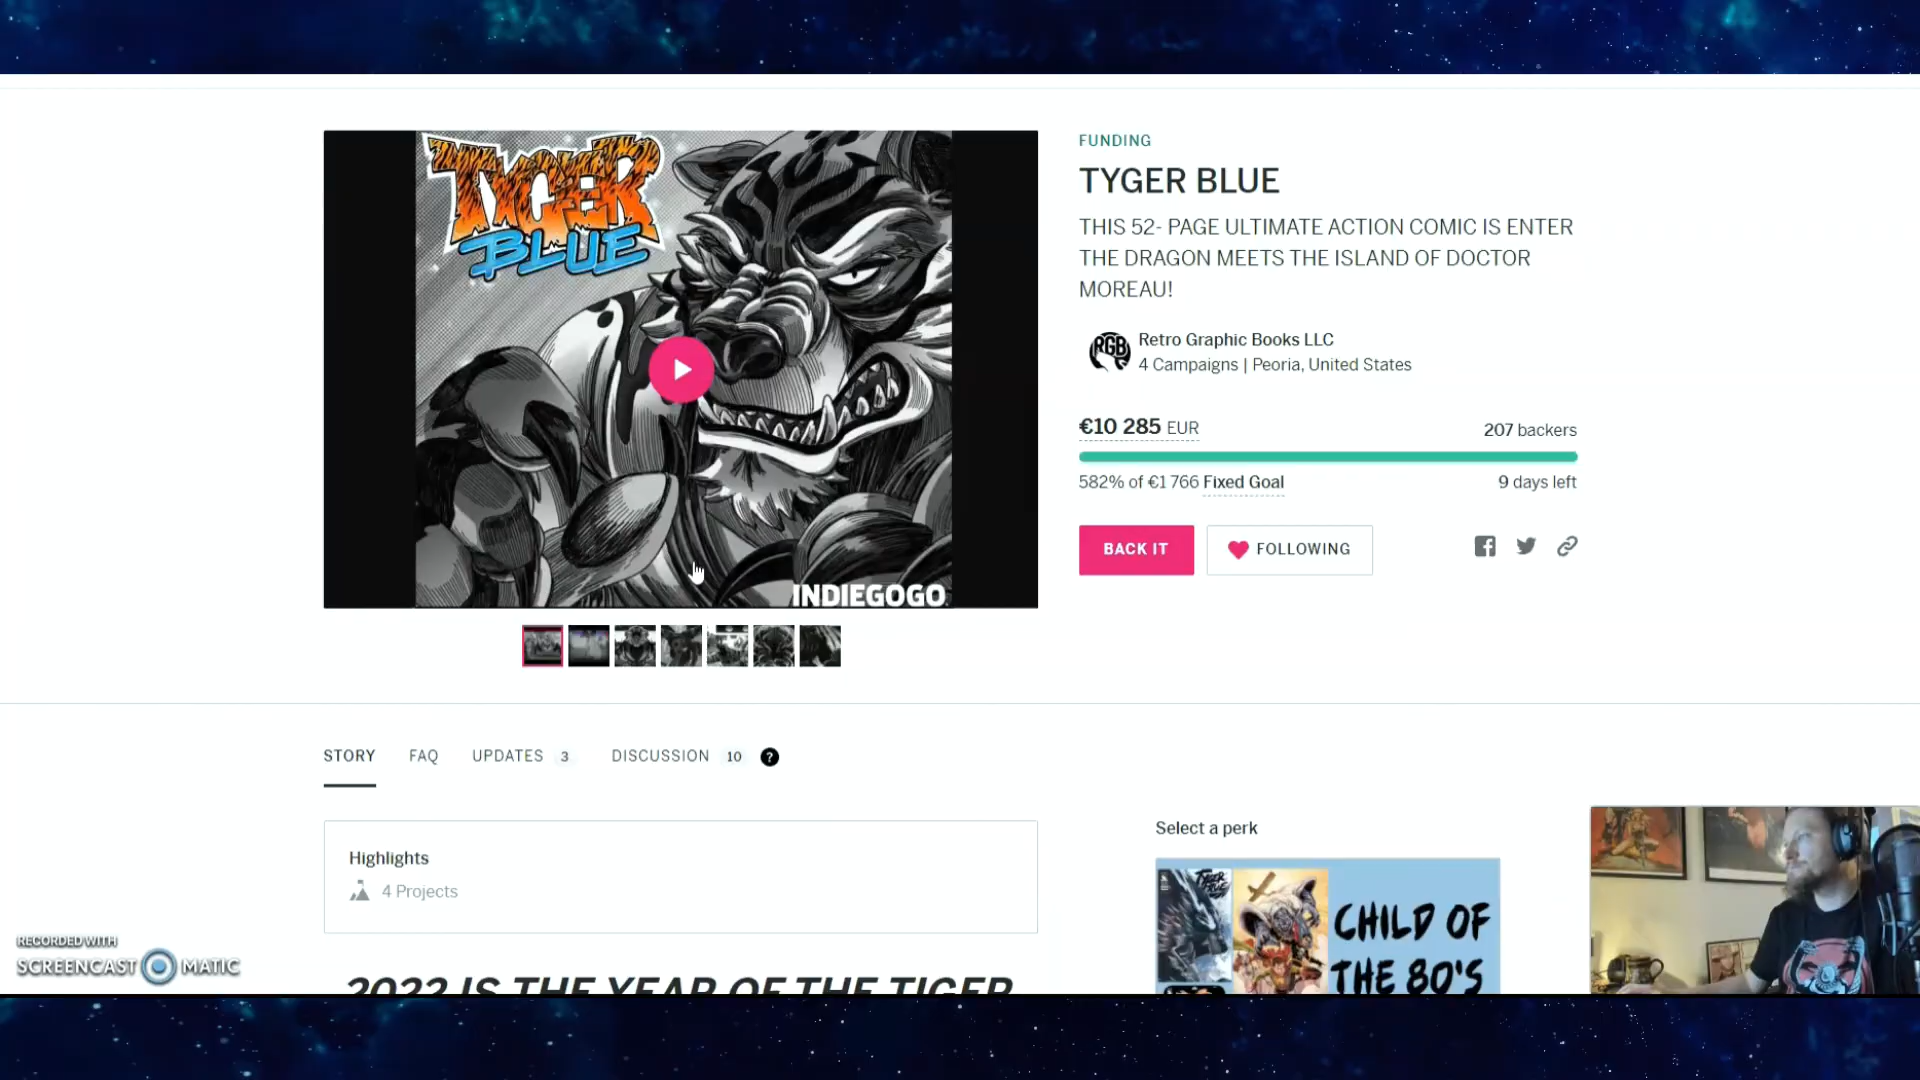 TYGER
BLUE
INDIEGOGO
FUNDING
TYGER BLUE
THIS 52- PAGE ULTIMATE ACTION COMIC IS ENTER
THE DRAGON MEETS THE ISLAND OF DOCTOR
MOREAU!
RGB
Retro Graphic Books LLC
4 Campaigns | Peoria, United States
€10 285 EUR
207 backers
582% of €1 766 Fixed Goal
9 days left
BACK IT
FOLLOWING
STORY
FAQ
UPDATES 3
DISCUSSION 10 ?
Highlights
4 Projects
2022 IS THE YEAR OF THE TIGER
Select a perk
TYGER
BLUE
CHILD OF
THE 80'S
RECORDED WITH
SCREENCAST MATIC